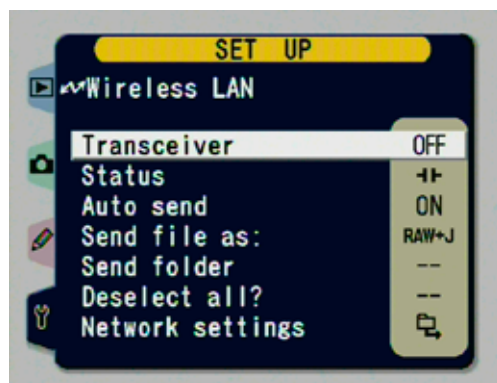 SET UP
Wireless LAN
Transceiver OFF
Status
Auto send ON
Send file as: RAW+J
Send folder --
Deselect all? --
Network settings